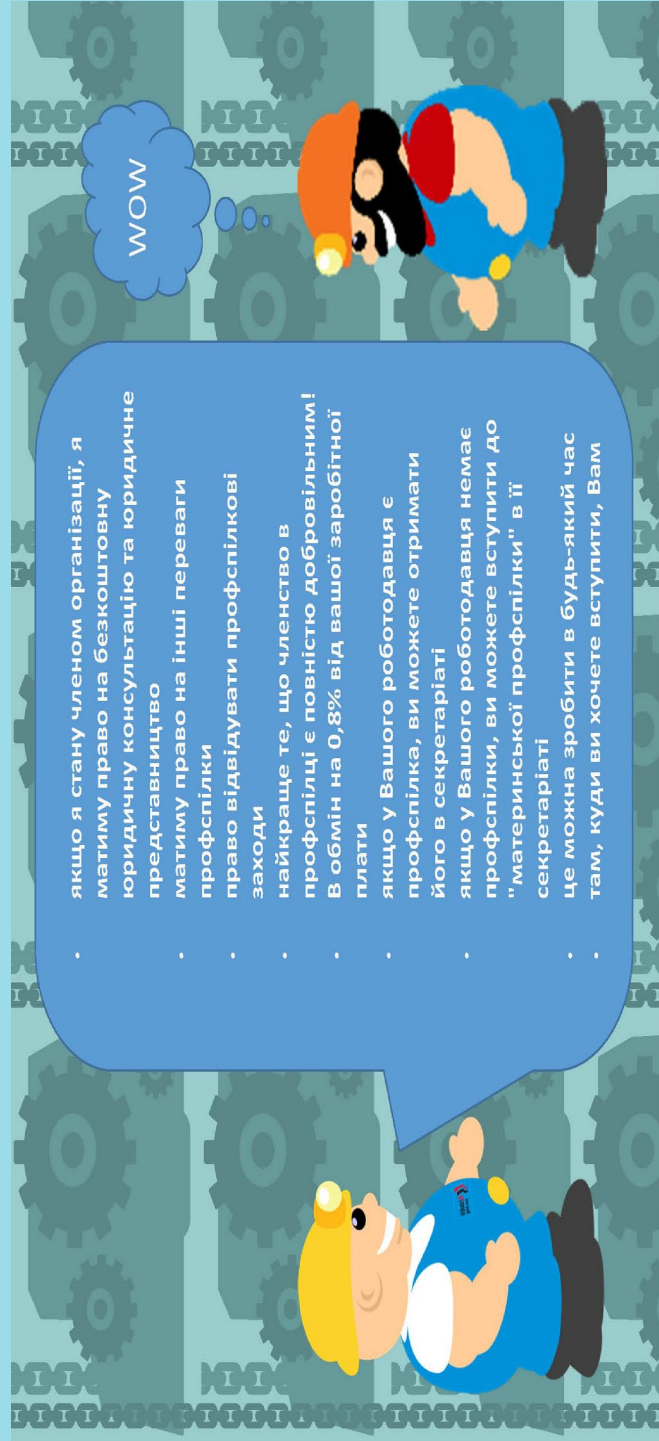 • якщо я стану членом організації, я
матиму право на безкоштовну
юридичну консультацію та юридичне
представництво
• матиму право на інші переваги
профспілки
• право відвідувати профспілкові
заходи
• найкраще те, що членство в
профспілці є повністю добровільним!
• В обмін на 0,8% від вашої заробітної
плати
• якщо у Вашого роботодавця є
профспілка, ви можете отримати
його в секретаріаті
• якщо у Вашого роботодавця немає
профспілки, ви можете вступити до
"материнської профспілки" в її
секретаріаті
• це можна зробити в будь-який час
• там, куди ви хочете вступити, Вам
WOW